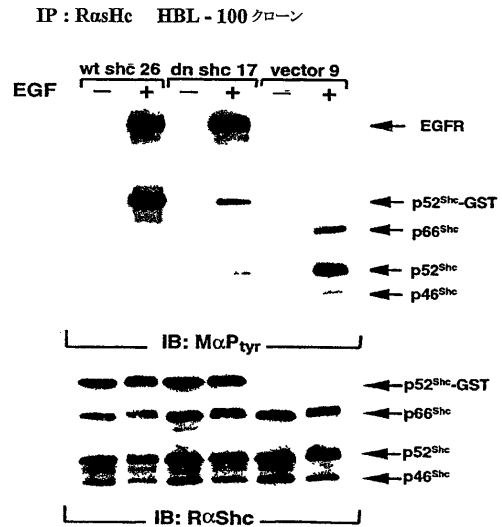 IP : RαsHc HBL - 100 クローン
wt shc 26 dn shc 17 vector 9
EGF — + — + — +
EGFR
p52Shc-GST
p66Shc
p52Shc
p46Shc
IB: MαPtyr
p52Shc-GST
p66Shc
p52Shc
p46Shc
IB: RαShc